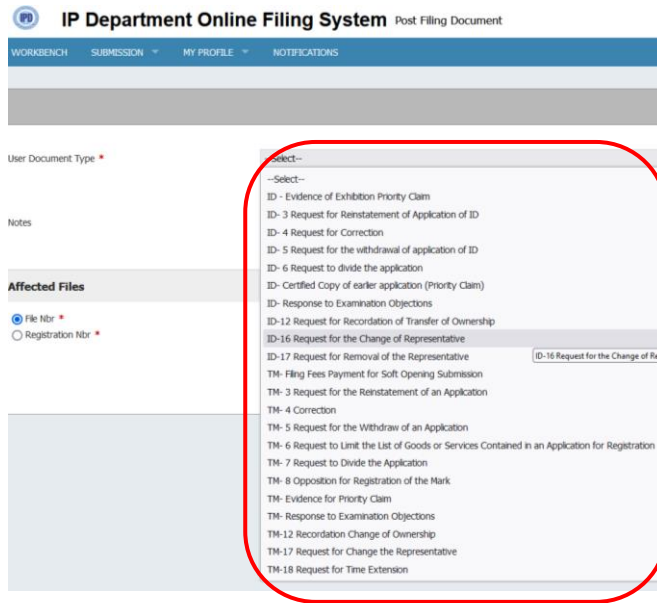 IPD
IP Department Online Filing System Post Filing Document
WORKBENCH SUBMISSION MY PROFILE NOTIFICATIONS
User Document Type *
--Select--
--Select--
ID - Evidence of Exhibition Priority Claim
ID- 3 Request for Reinstatement of Application of ID
Notes
ID- 4 Request for Correction
ID- 5 Request for the withdrawal of application of ID
ID- 6 Request to divide the application
ID- Certified Copy of earlier application (Priority Claim)
Affected Files
ID- Response to Examination Objections
File Nbr *
ID-12 Request for Recordation of Transfer of Ownership
Registration Nbr *
ID-16 Request for the Change of Representative
ID-17 Request for Removal of the Representative
ID-16 Request for the Change of Re
TM- Filing Fees Payment for Soft Opening Submission
TM- 3 Request for the Reinstatement of an Application
TM- 4 Correction
TM- 5 Request for the Withdraw of an Application
TM- 6 Request to Limit the List of Goods or Services Contained in an Application for Registration
TM- 7 Request to Divide the Application
TM- 8 Opposition for Registration of the Mark
TM- Evidence for Priority Claim
TM- Response to Examination Objections
TM-12 Recordation Change of Ownership
TM-17 Request for Change the Representative
TM-18 Request for Time Extension